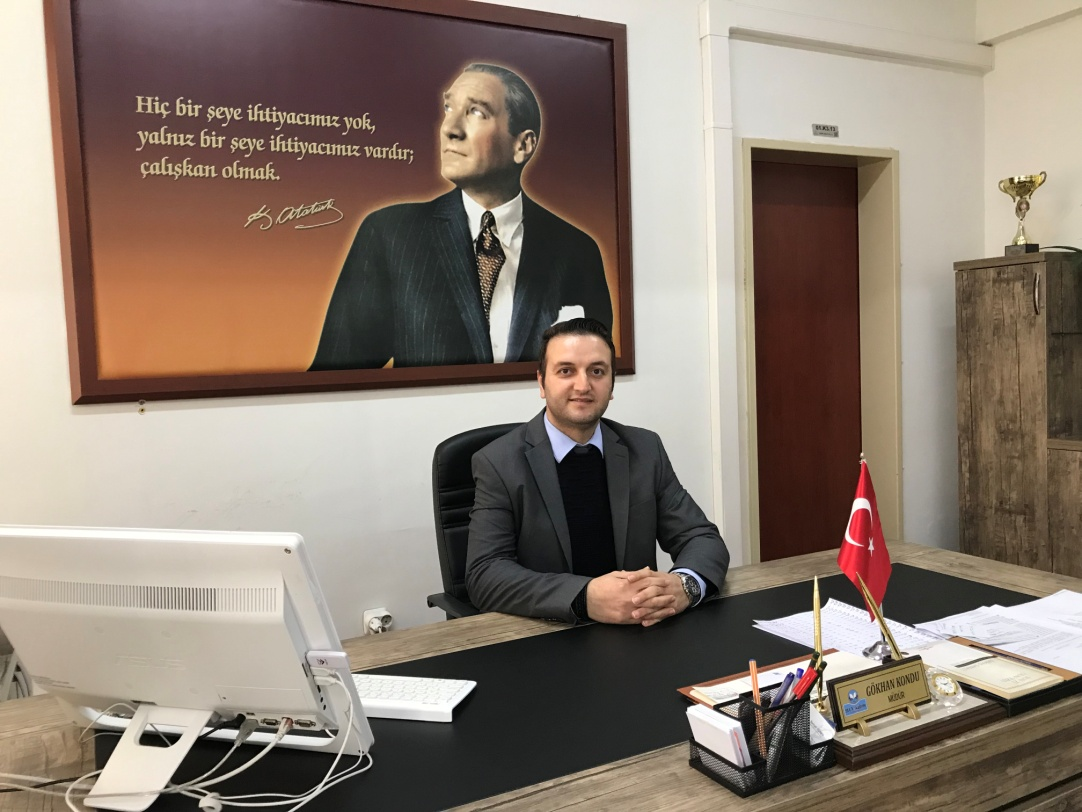 Hiç bir şeye ihtiyacımız yok,
yalnız bir şeye ihtiyacımız vardır;
çalışkan olmak.
K. Atatürk
GÖKHAN KONDU
MÜDÜR